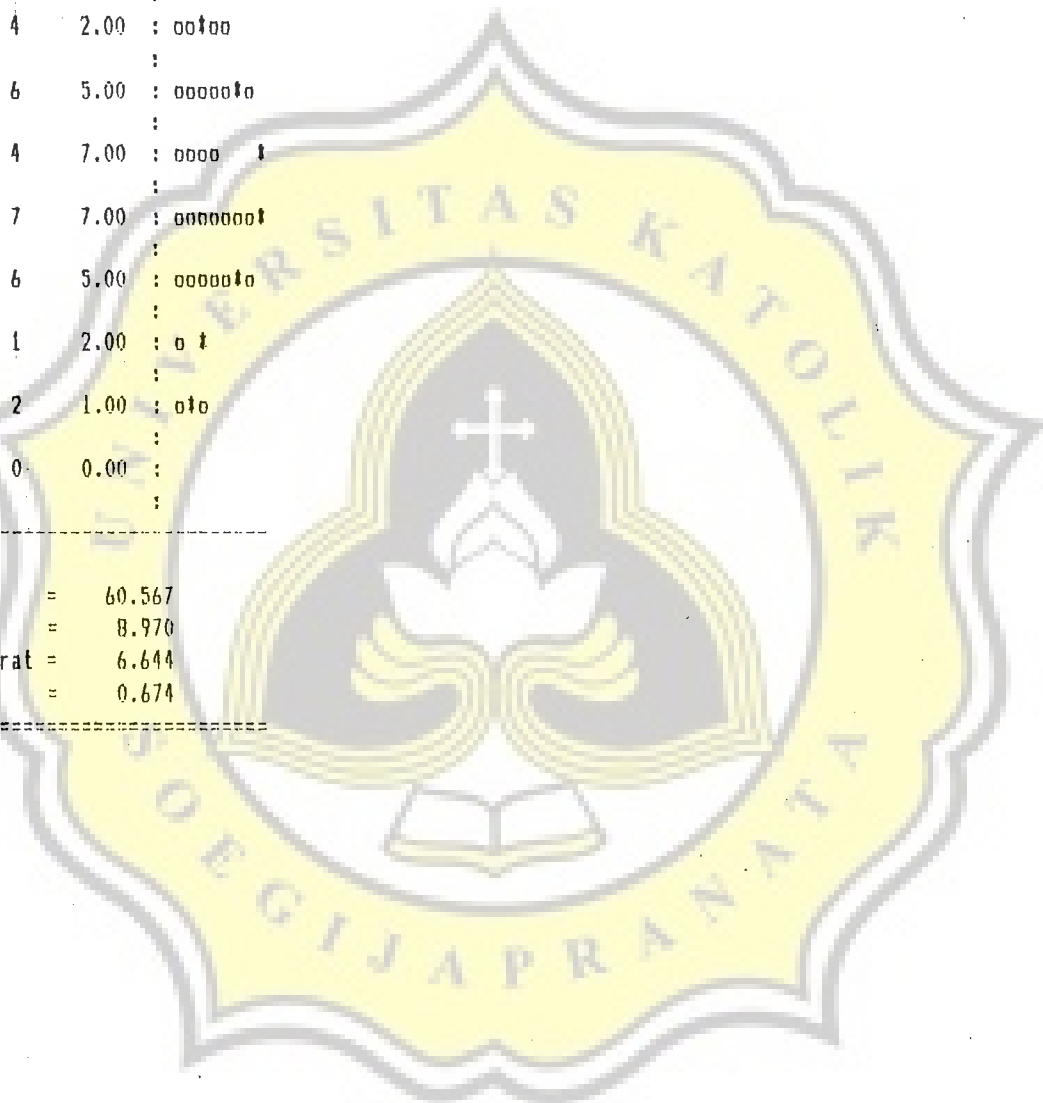 4 2.00 : oo*oo
:
6 5.00 : ooooo*o
:
4 7.00 : oooo   *
:
7 7.00 : ooooooo*
:
6 5.00 : ooooo*o
:
1 2.00 : o *
:
2 1.00 : o*o
:
0 0.00 :
:
= 60.567
= 8.970
rat = 6.644
= 0.674
UNIVERSITAS KATOLIK
SOEGIJAPRANATA